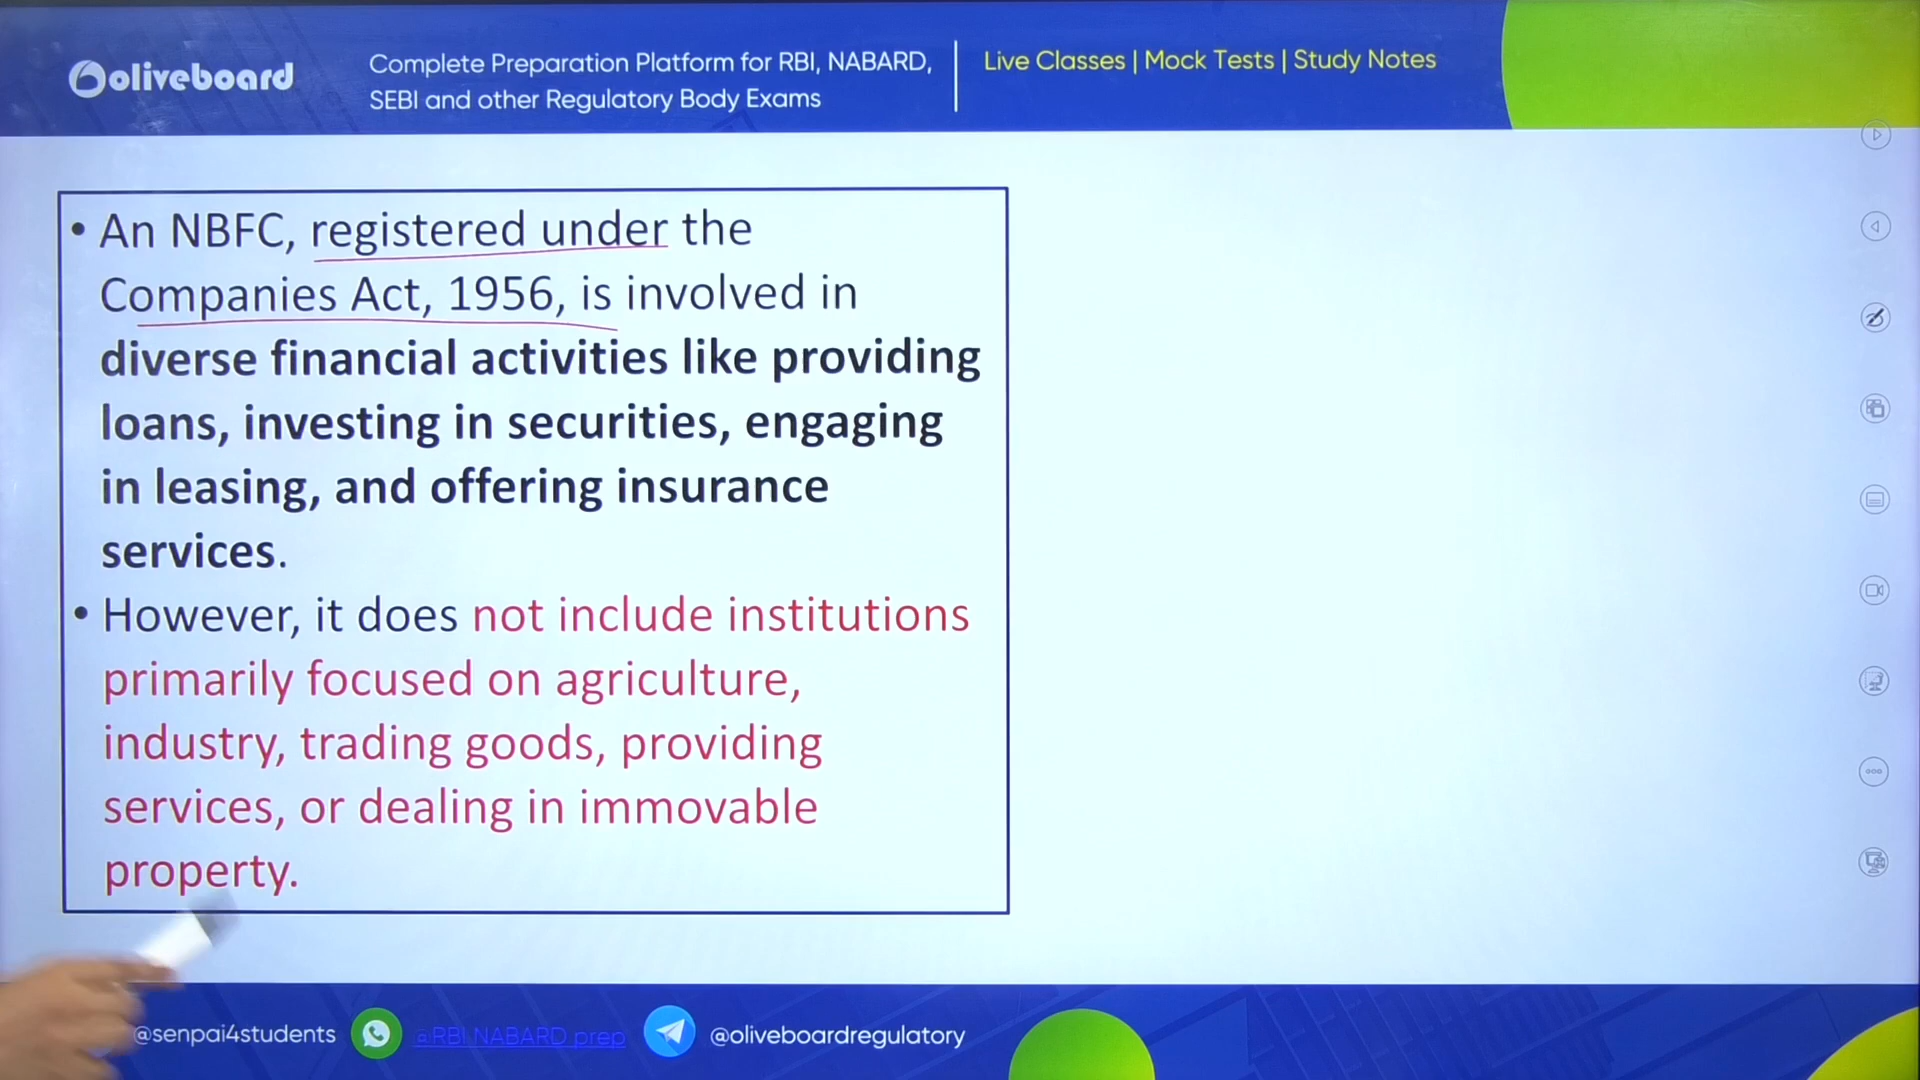 oliveboard
Complete Preparation Platform for RBI, NABARD,
SEBI and other Regulatory Body Exams
Live Classes | Mock Tests | Study Notes
• An NBFC, registered under the
Companies Act, 1956, is involved in
diverse financial activities like providing
loans, investing in securities, engaging
in leasing, and offering insurance
services.
• However, it does not include institutions
primarily focused on agriculture,
industry, trading goods, providing
services, or dealing in immovable
property.
@senpai4students
@RBI NABARD prep
@oliveboardregulatory